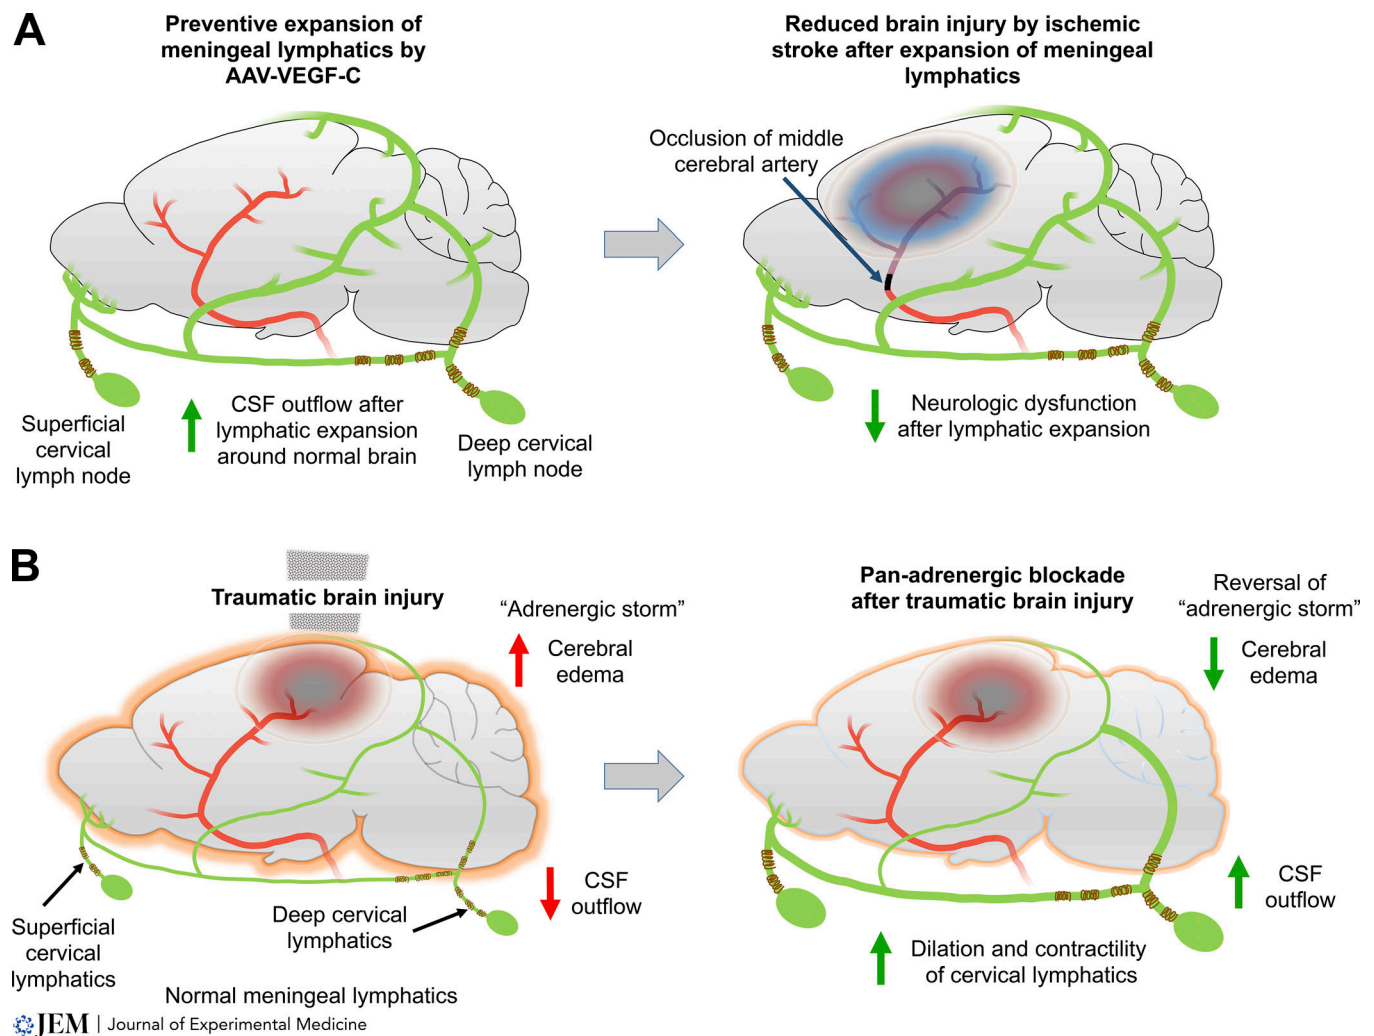 A
Preventive expansion of
meningeal lymphatics by
AAV-VEGF-C
Reduced brain injury by ischemic
stroke after expansion of meningeal
lymphatics
Occlusion of middle
cerebral artery
Superficial
cervical
lymph node
CSF outflow after
lymphatic expansion
around normal brain
Deep cervical
lymph node
Neurologic dysfunction
after lymphatic expansion
B
Traumatic brain injury
“Adrenergic storm”
Cerebral
edema
Pan-adrenergic blockade
after traumatic brain injury
Reversal of
“adrenergic storm”
Cerebral
edema
Superficial
cervical
lymphatics
Deep cervical
lymphatics
CSF
outflow
CSF
outflow
Dilation and contractility
of cervical lymphatics
Normal meningeal lymphatics
JEM | Journal of Experimental Medicine